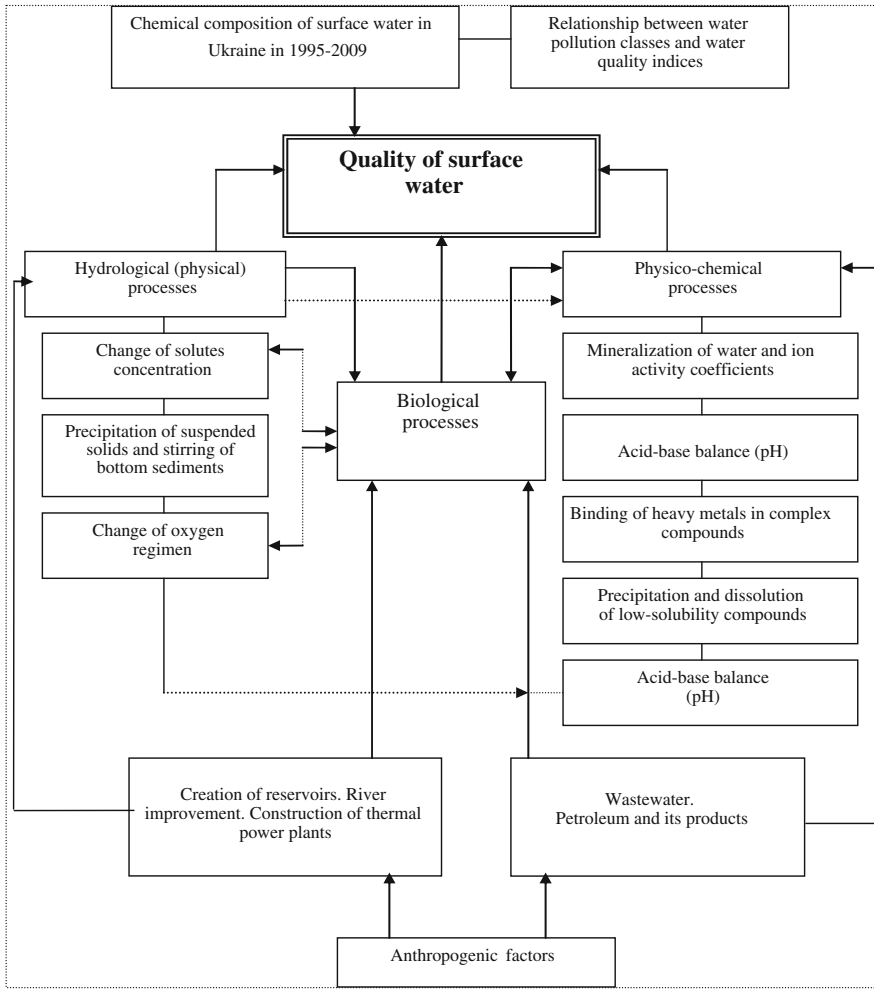 Chemical composition of surface water in
Ukraine in 1995-2009
Relationship between water
pollution classes and water
quality indices
Quality of surface
water
Hydrological (physical)
processes
Physico-chemical
processes
Change of solutes
concentration
Mineralization of water and ion
activity coefficients
Biological
processes
Precipitation of suspended
solids and stirring of
bottom sediments
Acid-base balance (pH)
Change of oxygen
regimen
Binding of heavy metals in complex
compounds
Precipitation and dissolution
of low-solubility compounds
Acid-base balance
(pH)
Creation of reservoirs. River
improvement. Construction of thermal
power plants
Wastewater.
Petroleum and its products
Anthropogenic factors